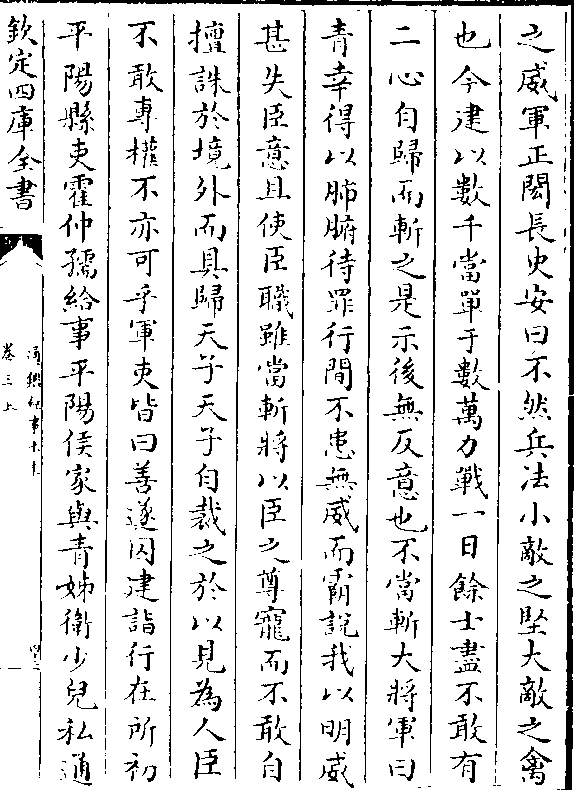 之威軍正閎長史安曰不然兵法小敵之堅大敵之禽
也今建以數千當單于數萬力戰一日餘士盡不敢有
二心自歸而斬之是示後無反意也不當斬大將軍曰
青幸得以肺腑待罪行間不患無威而霸說我以明威
甚失臣意且使臣職雖當斬將以臣之尊寵而不敢自
擅誅於境外而具歸天子天子自裁之於以見為人臣
不敢專權不亦可乎軍吏皆曰善遂囚建詣行在所初
平陽縣吏霍仲孺給事平陽侯家與青姊衛少兒私通
欽定四庫全書
通鑑紀事本末
卷三上